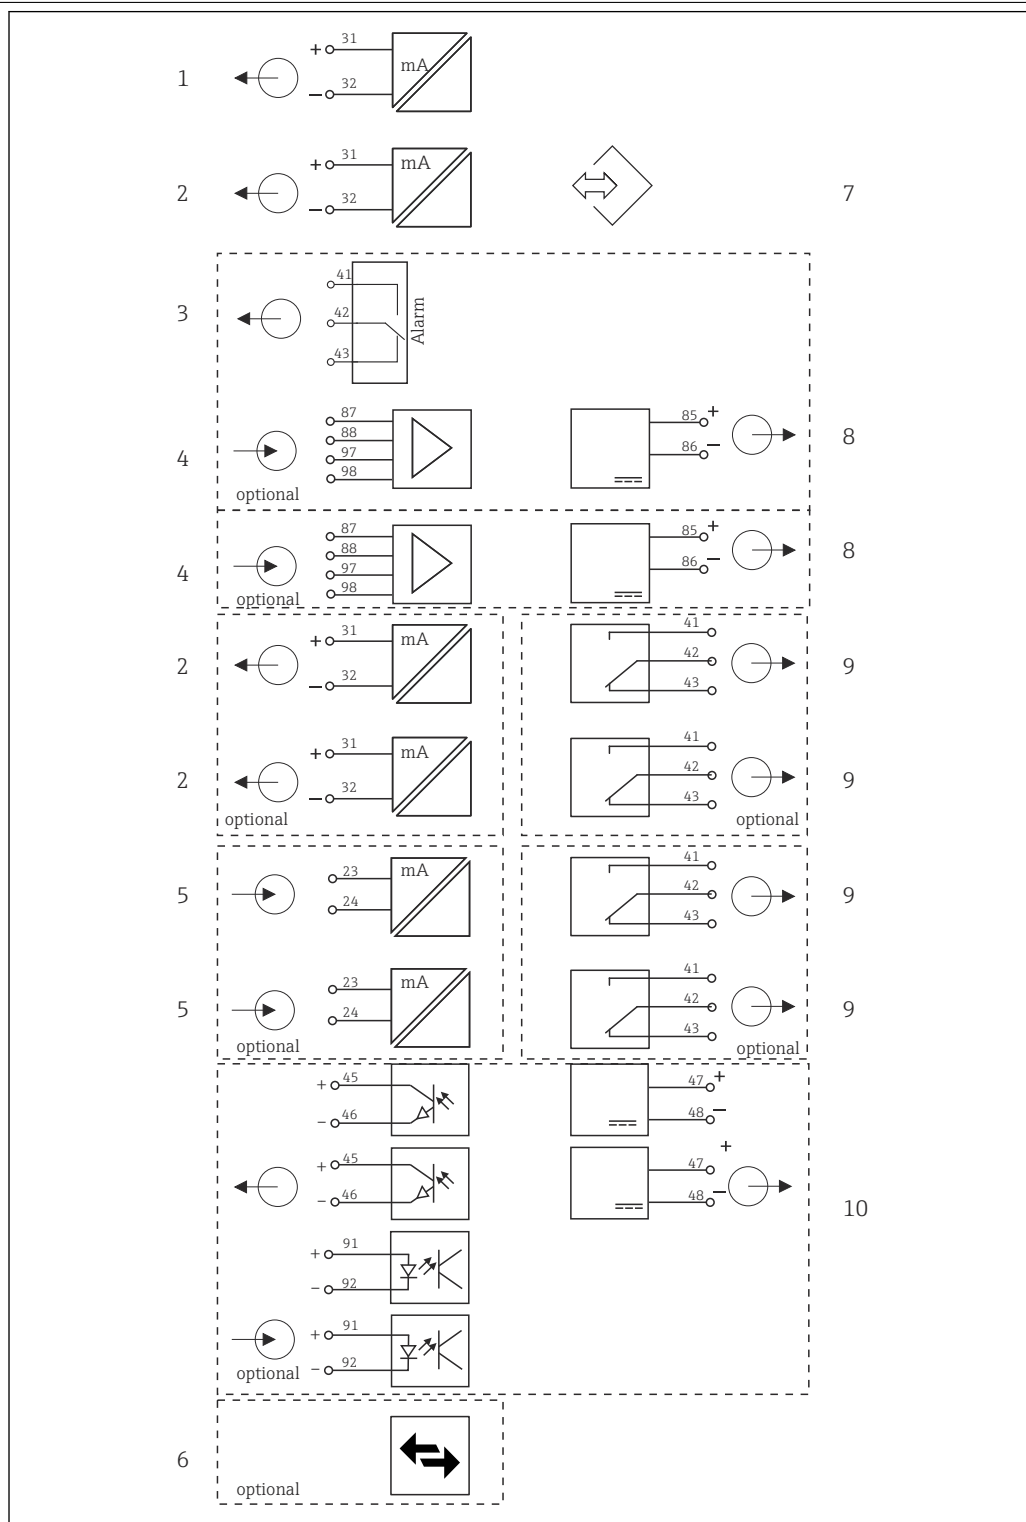 1 + 31 mA
− 32
2 + 31 mA 7
− 32
3 41 Alarm
42
43
4 87 85 + 8
88 86 −
97
98
optional
4 87 85 + 8
88 86 −
97
98
optional
2 + 31 mA 41 9
− 32 42
43
2 + 31 mA 41 9
− 32 42
43
optional optional
5 23 mA 41 9
24 42
43
5 23 mA 41 9
24 42
43
optional optional
+ 45 47 +
− 46 48 −
+ 45 47 +
− 46 48 − 10
+ 91
− 92
+ 91
− 92
optional
6
optional